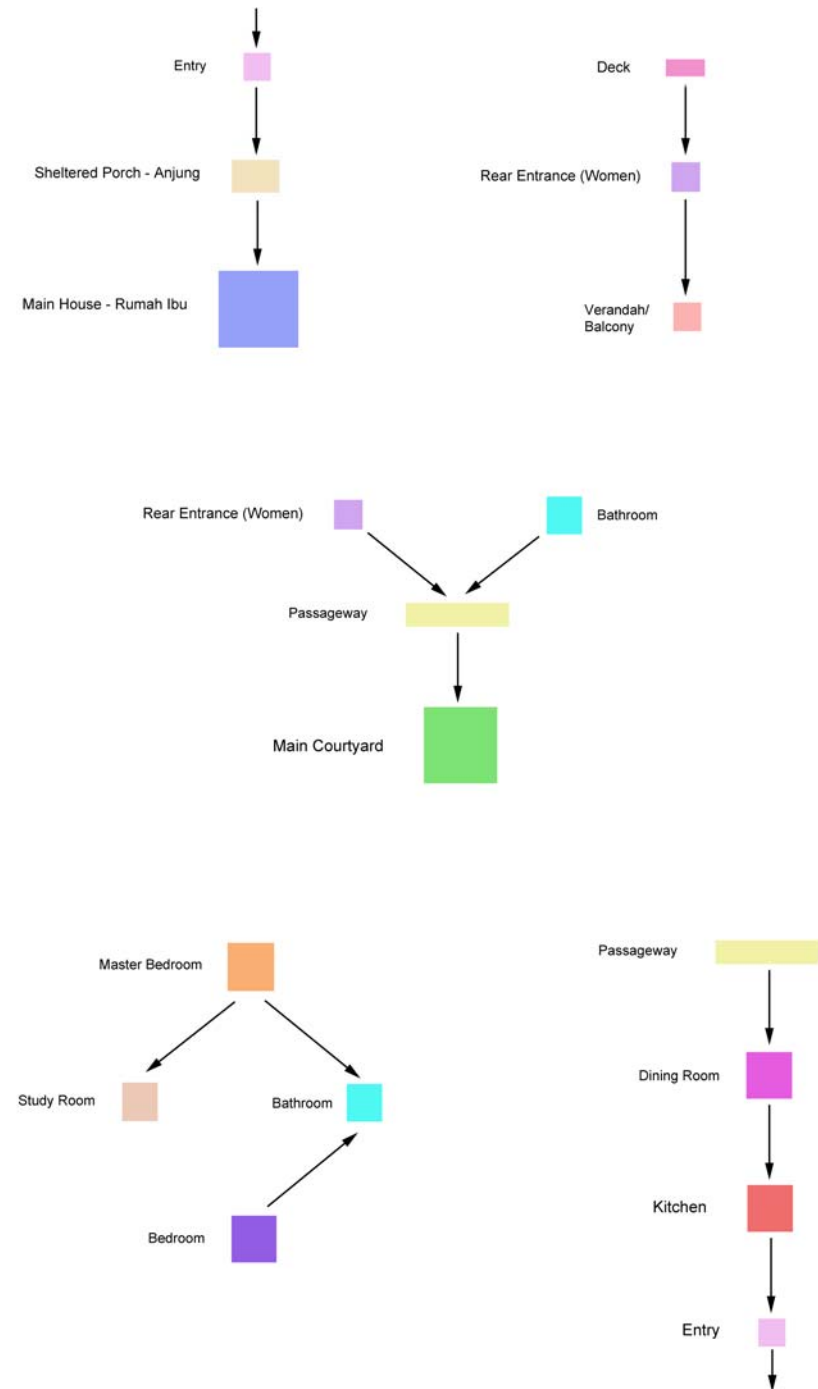 Entry
Deck
Sheltered Porch - Anjung
Rear Entrance (Women)
Main House - Rumah Ibu
Verandah/
Balcony
Rear Entrance (Women)
Bathroom
Passageway
Main Courtyard
Master Bedroom
Passageway
Study Room
Bathroom
Dining Room
Bedroom
Kitchen
Entry